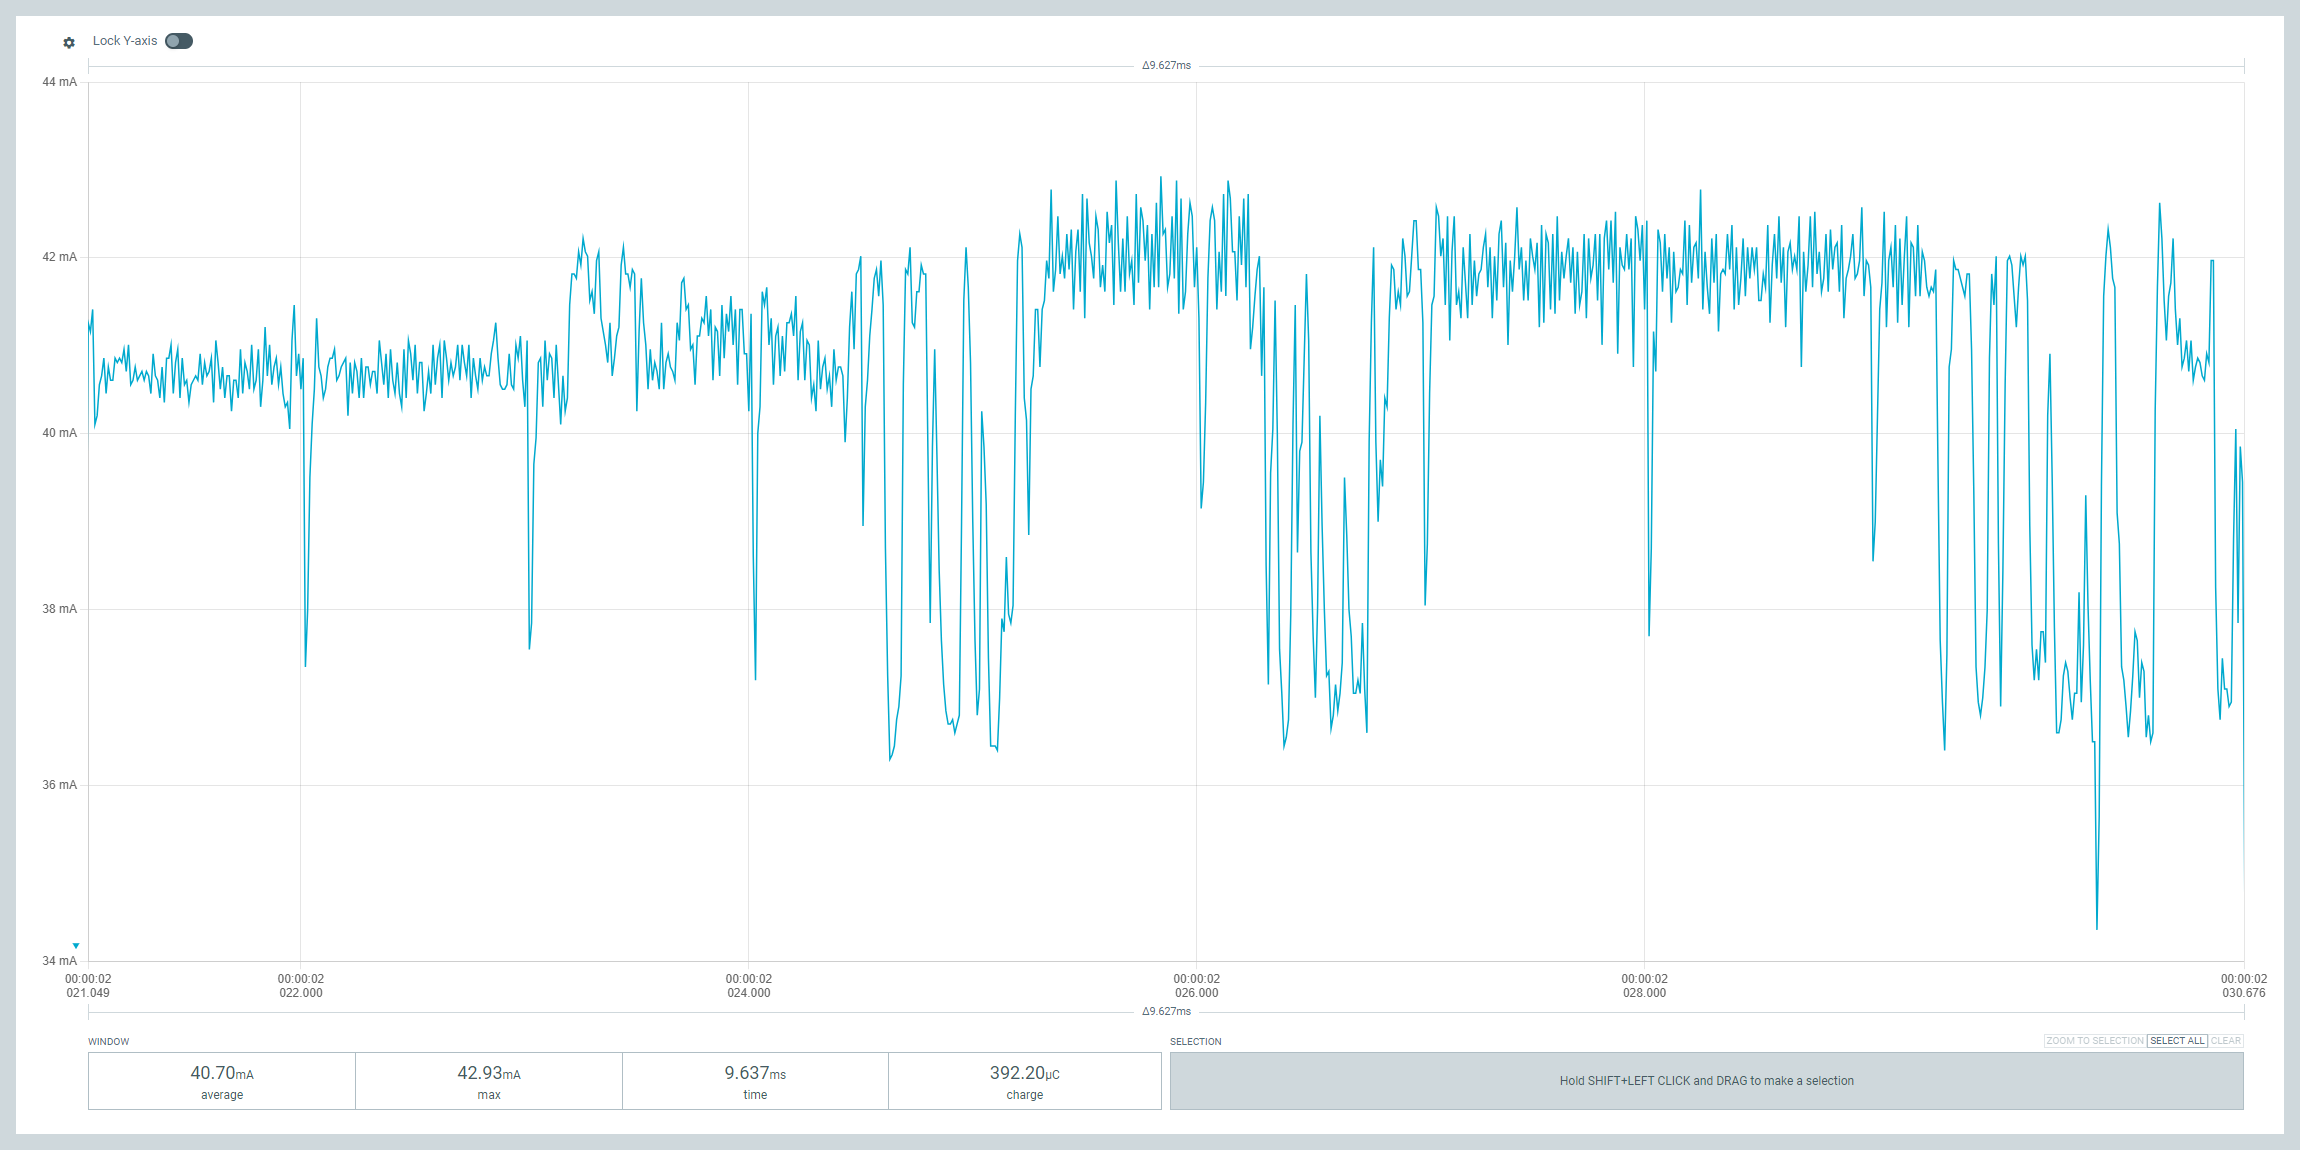 Lock Y-axis
Δ9.627ms
44 mA
43 mA
42 mA
40 mA
38 mA
36 mA
34 mA
00:00:02 00:00:02 00:00:02 00:00:02 00:00:02 00:00:02
021.049 022.000 024.000 026.000 028.000 030.676
Δ9.627ms
WINDOW
40.70mA 42.93mA 9.637ms 392.20μC
average max time charge
SELECTION
ZOOM TO SELECTION SELECT ALL CLEAR
Hold SHIFT+LEFT CLICK and DRAG to make a selection